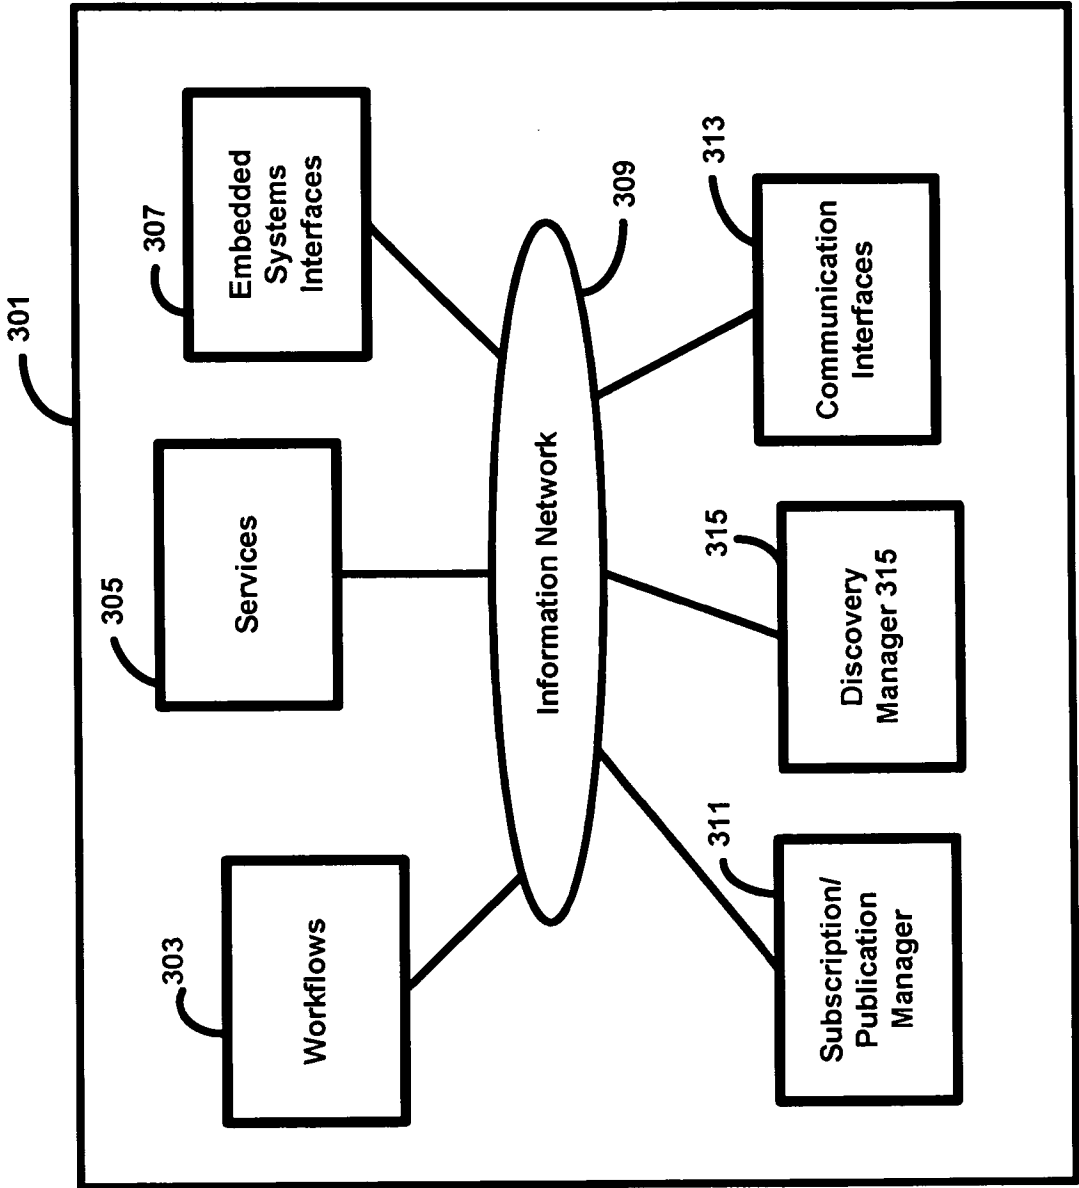 301
303
Workflows
305
Services
307
Embedded
Systems
Interfaces
Information Network
309
311
Subscription/
Publication
Manager
315
Discovery
Manager 315
313
Communication
Interfaces